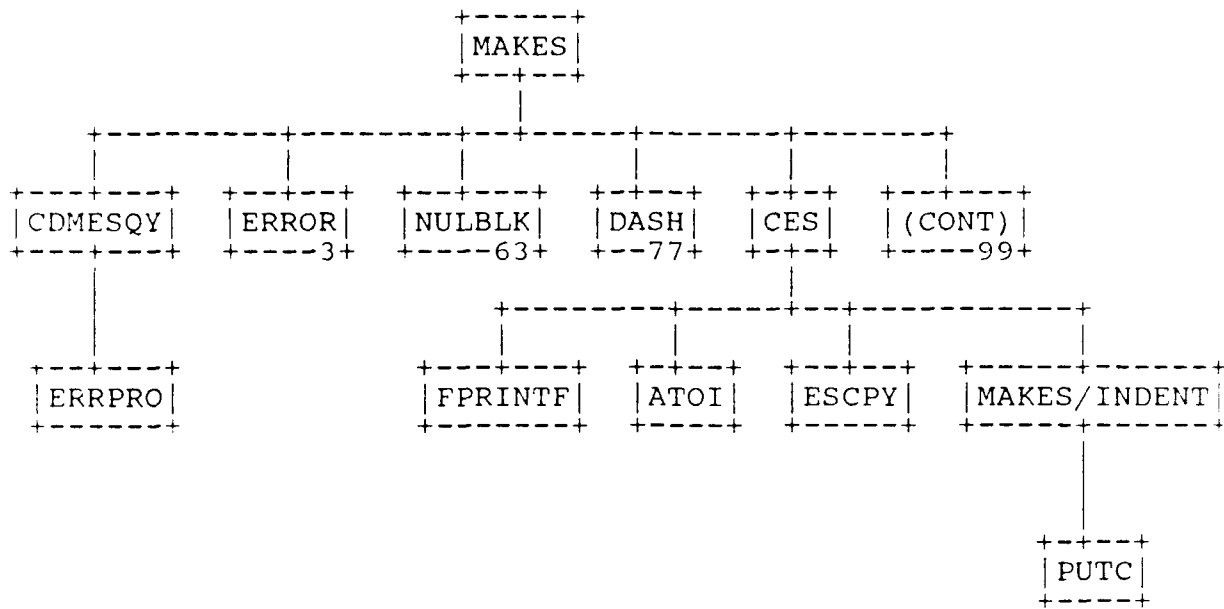 MAKES
CDMESQY ERROR NULBLK DASH CES (CONT)
3 63 77 99
ERRPRO FPRINTF ATOI ESCPY MAKES/INDENT
PUTC